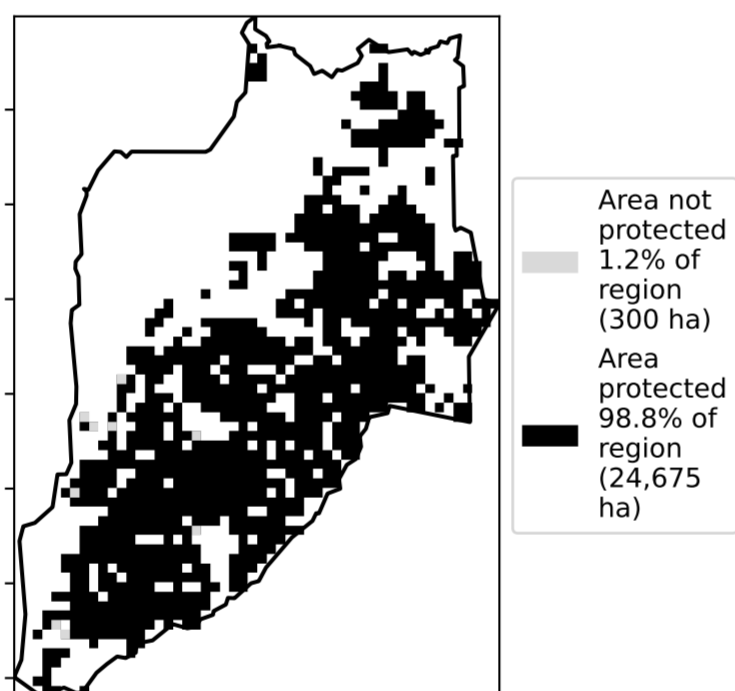 Area not
protected
1.2% of
region
(300 ha)
Area
protected
98.8% of
region
(24,675
ha)